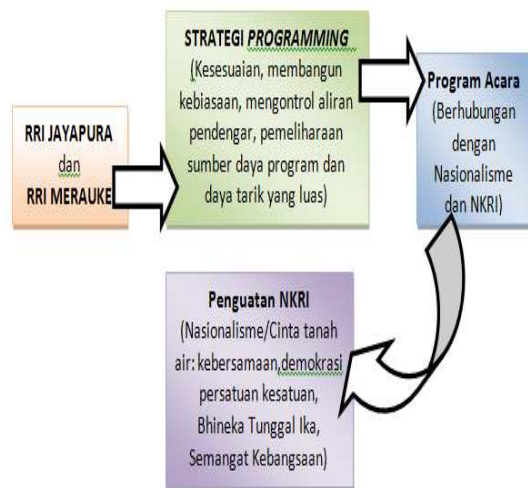 RRI JAYAPURA
dan
RRI MERAUKE
STRATEGI PROGRAMMING
(Kesesuaian, membangun
kebiasaan, mengontrol aliran
pendengar, pemeliharaan
sumber daya program dan
daya tarik yang luas)
Program Acara
(Berhubungan
dengan
Nasionalisme
dan NKRI)
Penguatan NKRI
(Nasionalisme/Cinta tanah
air: kebersamaan,demokrasi
persatuan kesatuan,
Bhineka Tunggal Ika,
Semangat Kebangsaan)